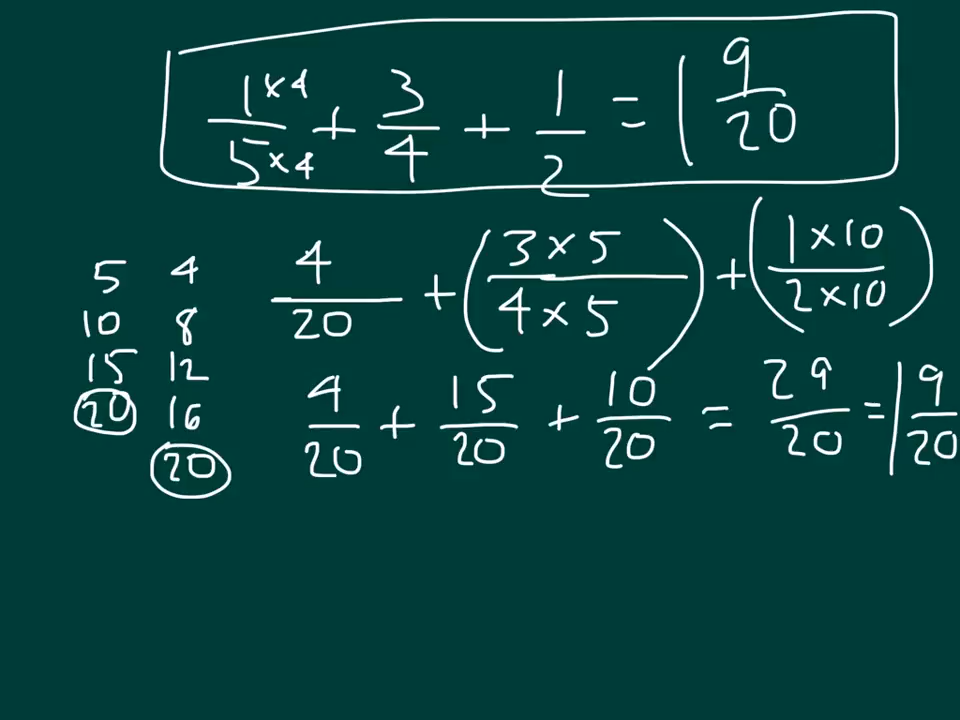 1×4/5×4 + 3/4 + 1/2 = 1 9/20
5 4
10 8
15 12
20 16
20
4/20 + (3×5/4×5) + (1×10/2×10)
4/20 + 15/20 + 10/20 = 29/20 = 1 9/20